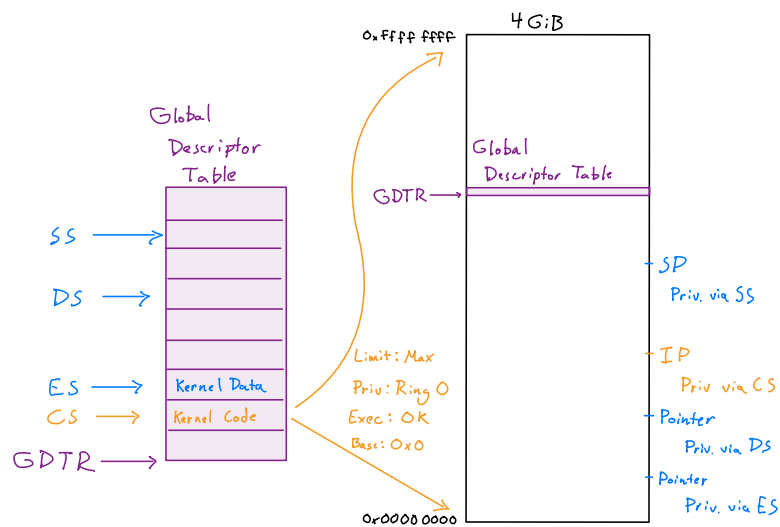 4GiB
0xffff ffff
Global
Descriptor
Table
SS
DS
ES
Kernel Data
CS
Kernel Code
GDTR
Limit: Max
Priv: Ring 0
Exec: OK
Base: 0x0
Global
Descriptor Table
GDTR
SP
Priv. via SS
IP
Priv via CS
Pointer
Priv. via DS
Pointer
Priv. via ES
0x0000 0000